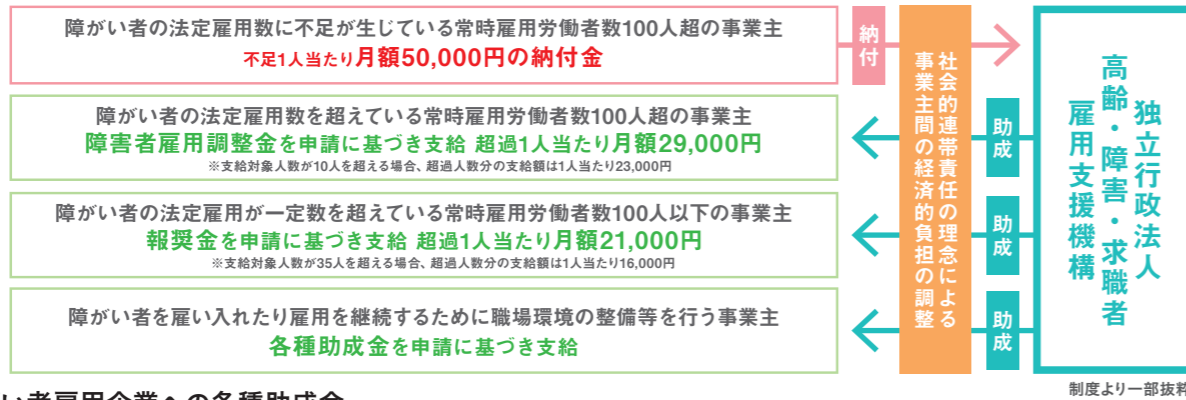 障がい者の法定雇用数に不足が生じている常時雇用労働者数100人超の事業主
不足1人当たり月額50,000円の納付金
納付
障がい者の法定雇用数を超えている常時雇用労働者数100人超の事業主
障害者雇用調整金を申請に基づき支給 超過1人当たり月額29,000円
※支給対象人数が10人を超える場合、超過人数分の支給額は1人当たり23,000円
助成
障がい者の法定雇用が一定数を超えている常時雇用労働者数100人以下の事業主
報奨金を申請に基づき支給 超過1人当たり月額21,000円
※支給対象人数が35人を超える場合、超過人数分の支給額は1人当たり16,000円
助成
障がい者を雇い入れたり雇用を継続するために職場環境の整備等を行う事業主
各種助成金を申請に基づき支給
助成
社会的連帯責任の理念による
事業主間の経済的負担の調整
独立行政法人
高齢・障害・求職者
雇用支援機構
制度より一部抜粋
い者雇用企業への各種助成金